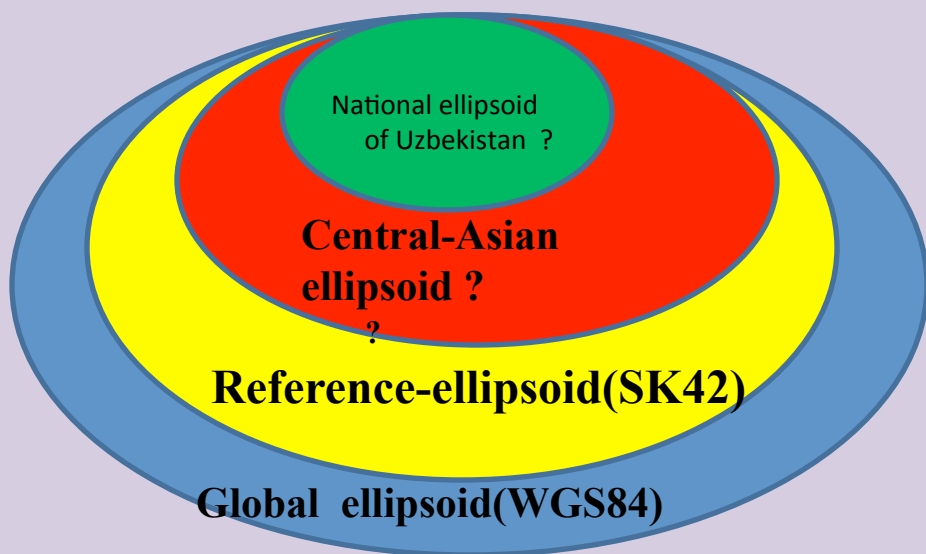 National ellipsoid
of Uzbekistan ?
Central-Asian
ellipsoid ?
?
Reference-ellipsoid(SK42)
Global ellipsoid(WGS84)